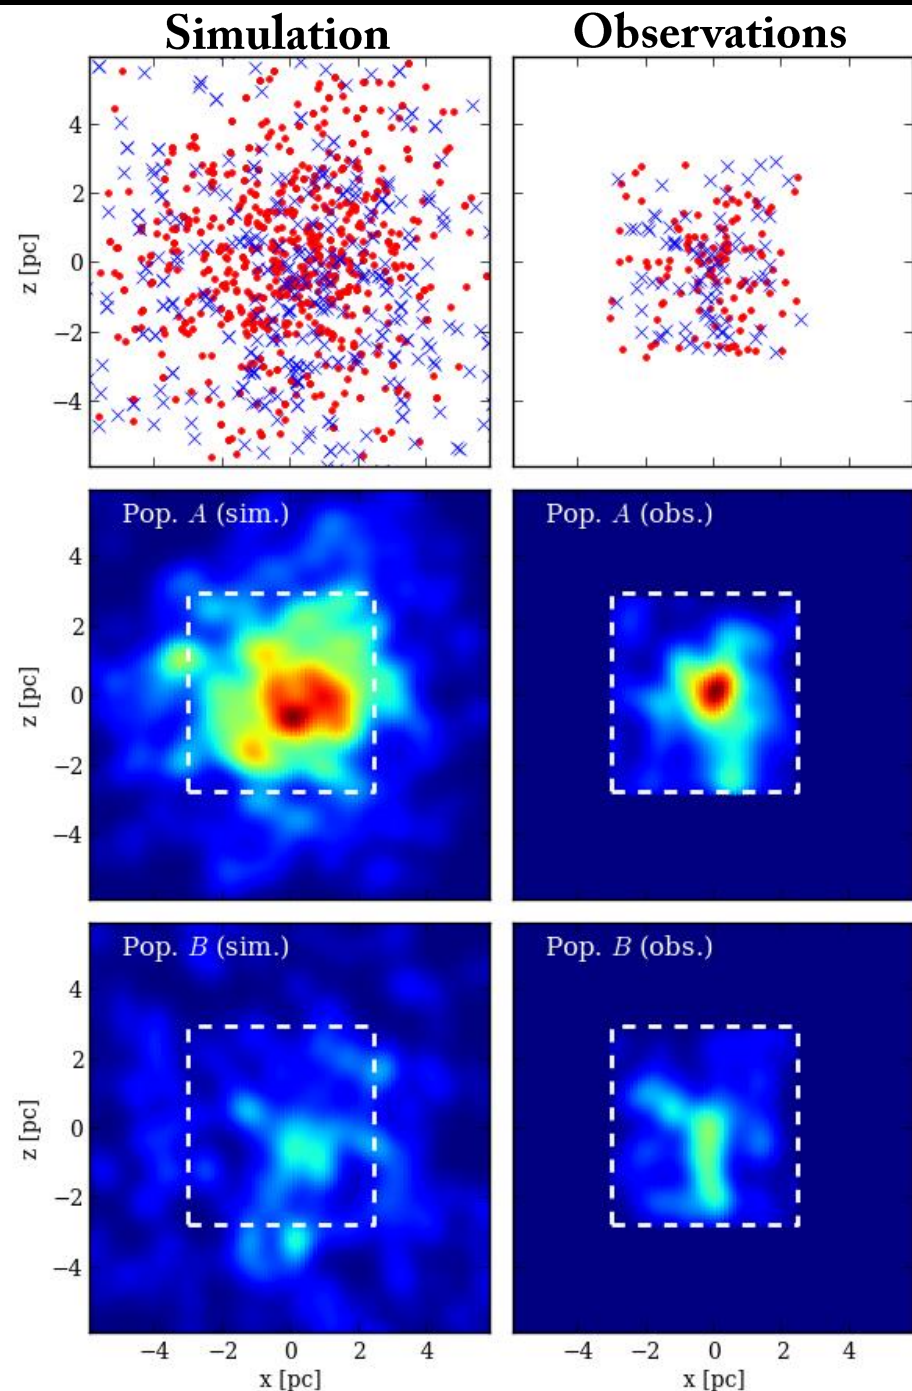 Simulation Observations
4
2
0
−2
−4
z [pc]
Pop. A (sim.) Pop. A (obs.)
4
2
0
−2
−4
z [pc]
Pop. B (sim.) Pop. B (obs.)
4
2
0
−2
−4
z [pc]
−4 −2 0 2 4 −4 −2 0 2 4
x [pc] x [pc]